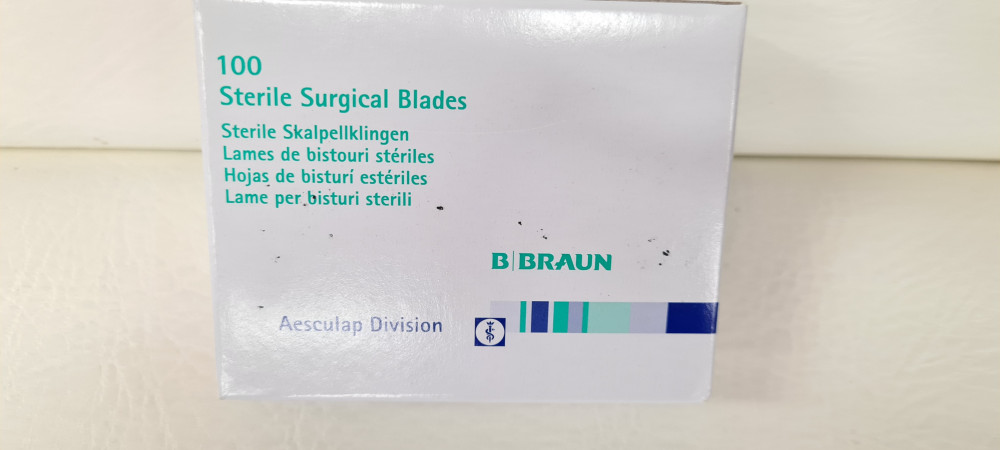 100
Sterile Surgical Blades
Sterile Skalpellklingen
Lames de bistouri stériles
Hojas de bisturí estériles
Lame per bisturi sterili
B|BRAUN
Aesculap Division